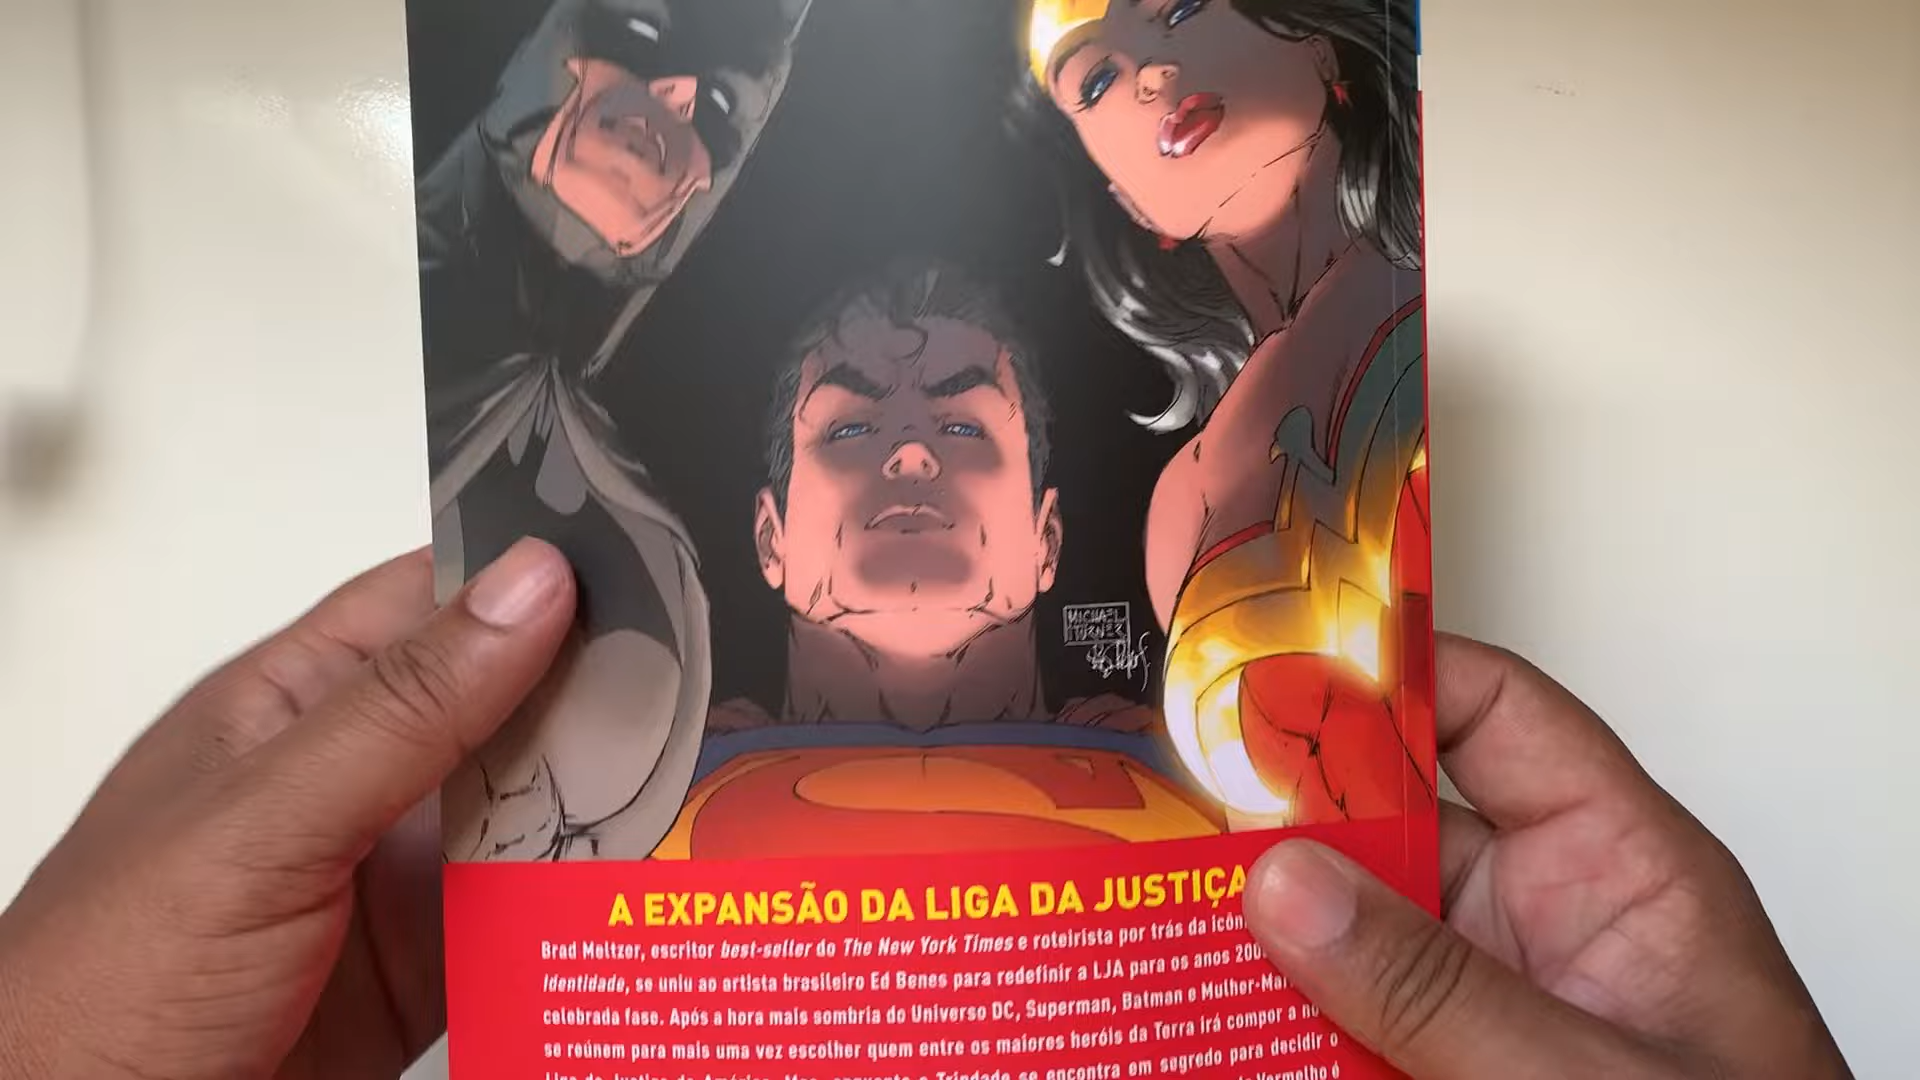 MICHAEL
TURNER
A EXPANSÃO DA LIGA DA JUSTIÇA
Brad Meltzer, escritor best-seller do The New York Times e roteirista por trás da icôn
Identidade, se uniu ao artista brasileiro Ed Benes para redefinir a LJA para os anos 200
celebrada fase. Após a hora mais sombria do Universo DC, Superman, Batman e Mulher-Mar
se reúnem para mais uma vez escolher quem entre os maiores heróis da Terra irá compor a no
Liga da Justiça da América. Mas, enquanto a Trindade se encontra em segredo para decidir o
Vermelho é